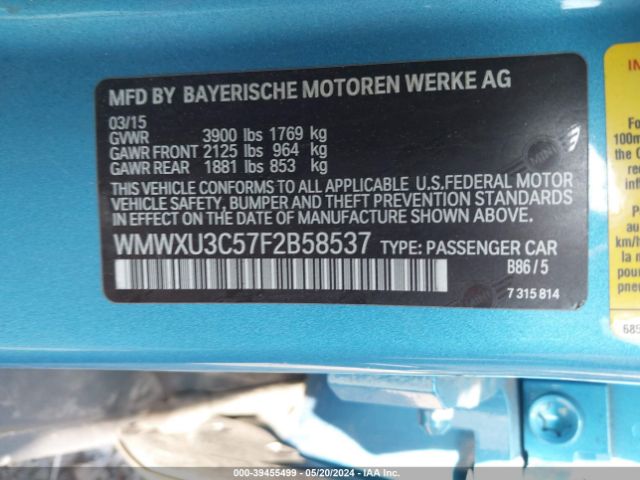 MFD BY BAYERISCHE MOTOREN WERKE AG
03/15
GVWR 3900 lbs 1769 kg
GAWR FRONT 2125 lbs 964 kg
GAWR REAR 1881 lbs 853 kg
THIS VEHICLE CONFORMS TO ALL APPLICABLE U.S.FEDERAL MOTOR
VEHICLE SAFETY, BUMPER AND THEFT PREVENTION STANDARDS
IN EFFECT ON THE DATE OF MANUFACTURE SHOWN ABOVE.
WMWXU3C57F2B58537 TYPE: PASSENGER CAR
B86/5
7 315 814
000-39455499 - 05/20/2024 - IAA Inc.